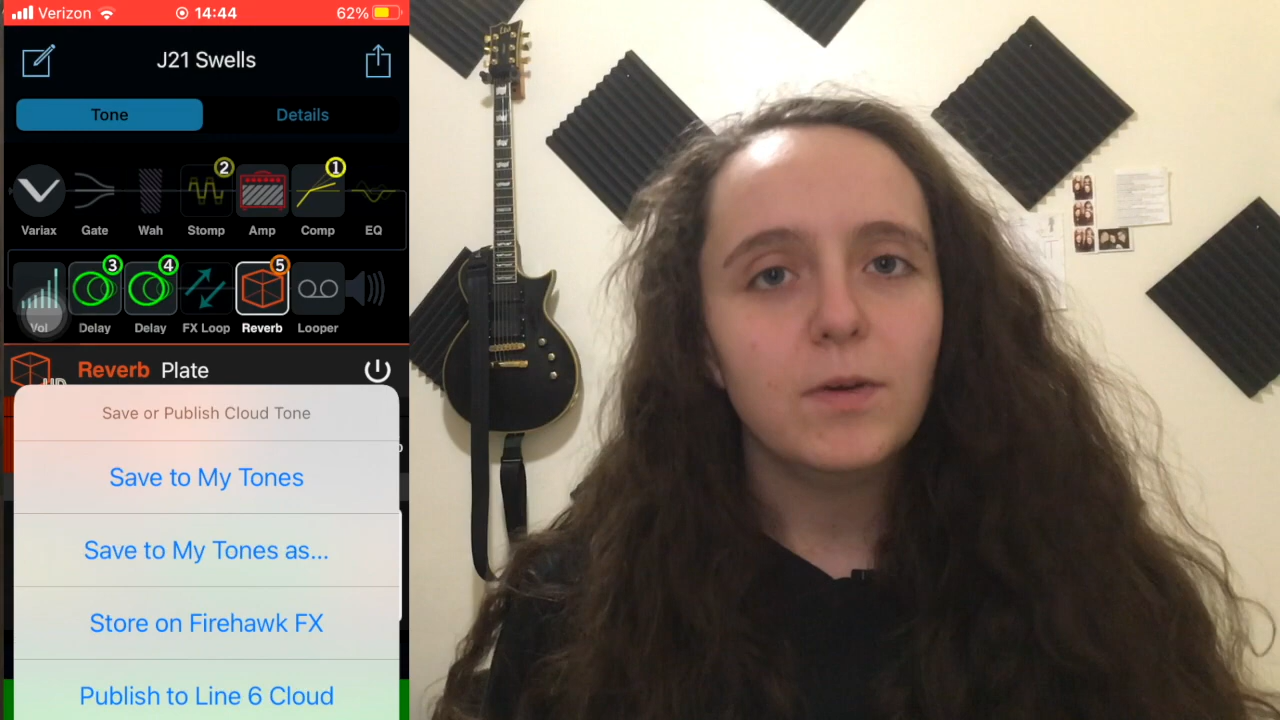 Verizon 14:44 62%
J21 Swells
Tone Details
2 1
Variax Gate Wah Stomp Amp Comp EQ
3 4 5
Vol Delay Delay FX Loop Reverb Looper
Reverb Plate
HD
Save or Publish Cloud Tone
Save to My Tones
Save to My Tones as...
Store on Firehawk FX
Publish to Line 6 Cloud